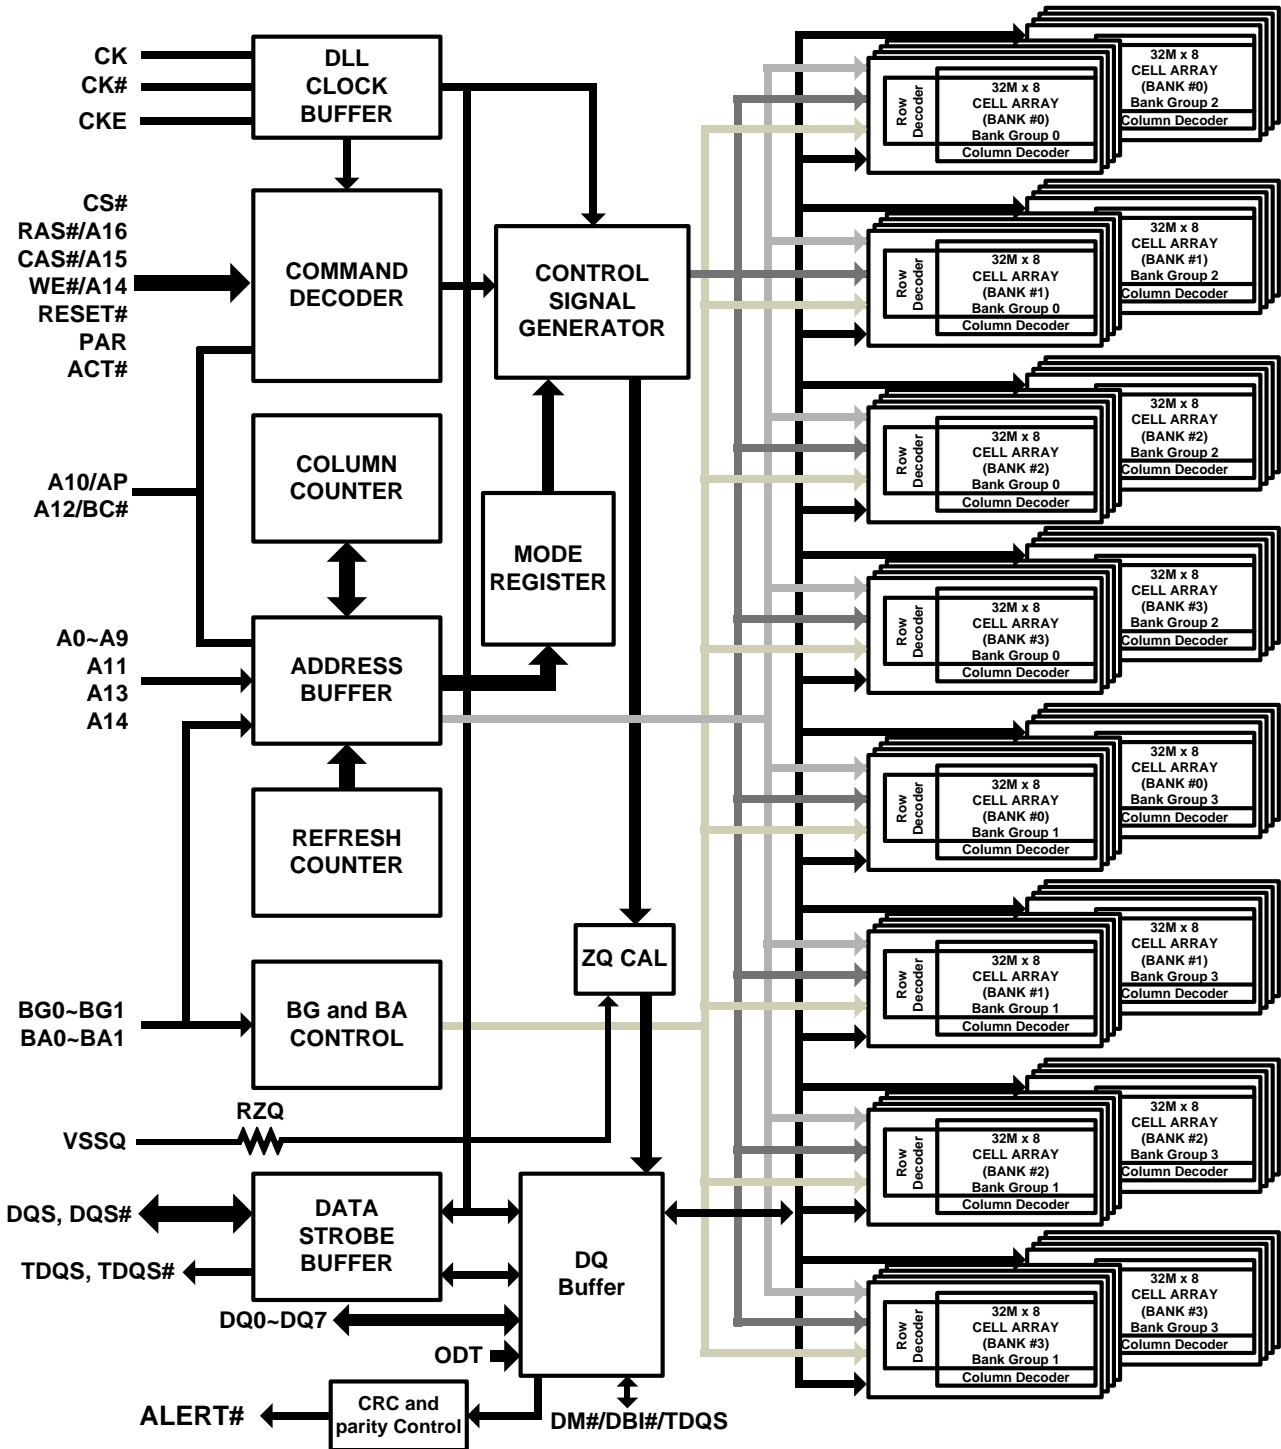 CK
CK#
CKE
DLL
CLOCK
BUFFER
CS#
RAS#/A16
CAS#/A15
WE#/A14
RESET#
PAR
ACT#
COMMAND
DECODER
CONTROL
SIGNAL
GENERATOR
A10/AP
A12/BC#
COLUMN
COUNTER
MODE
REGISTER
A0~A9
A11
A13
A14
ADDRESS
BUFFER
REFRESH
COUNTER
ZQ CAL
BG0~BG1
BA0~BA1
BG and BA
CONTROL
RZQ
VSSQ
DQS, DQS#
TDQS, TDQS#
DATA
STROBE
BUFFER
DQ
Buffer
DQ0~DQ7
ODT
ALERT#
CRC and
parity Control
DM#/DBI#/TDQS
32M x 8
CELL ARRAY
(BANK #0)
Bank Group 2
Column Decoder
Row
Decoder
32M x 8
CELL ARRAY
(BANK #0)
Bank Group 0
Column Decoder
32M x 8
CELL ARRAY
(BANK #1)
Bank Group 2
Column Decoder
Row
Decoder
32M x 8
CELL ARRAY
(BANK #1)
Bank Group 0
Column Decoder
32M x 8
CELL ARRAY
(BANK #2)
Bank Group 2
Column Decoder
Row
Decoder
32M x 8
CELL ARRAY
(BANK #2)
Bank Group 0
Column Decoder
32M x 8
CELL ARRAY
(BANK #3)
Bank Group 2
Column Decoder
Row
Decoder
32M x 8
CELL ARRAY
(BANK #3)
Bank Group 0
Column Decoder
32M x 8
CELL ARRAY
(BANK #0)
Bank Group 3
Column Decoder
Row
Decoder
32M x 8
CELL ARRAY
(BANK #0)
Bank Group 1
Column Decoder
32M x 8
CELL ARRAY
(BANK #1)
Bank Group 3
Column Decoder
Row
Decoder
32M x 8
CELL ARRAY
(BANK #1)
Bank Group 1
Column Decoder
32M x 8
CELL ARRAY
(BANK #2)
Bank Group 3
Column Decoder
Row
Decoder
32M x 8
CELL ARRAY
(BANK #2)
Bank Group 1
Column Decoder
32M x 8
CELL ARRAY
(BANK #3)
Bank Group 3
Column Decoder
Row
Decoder
32M x 8
CELL ARRAY
(BANK #3)
Bank Group 1
Column Decoder